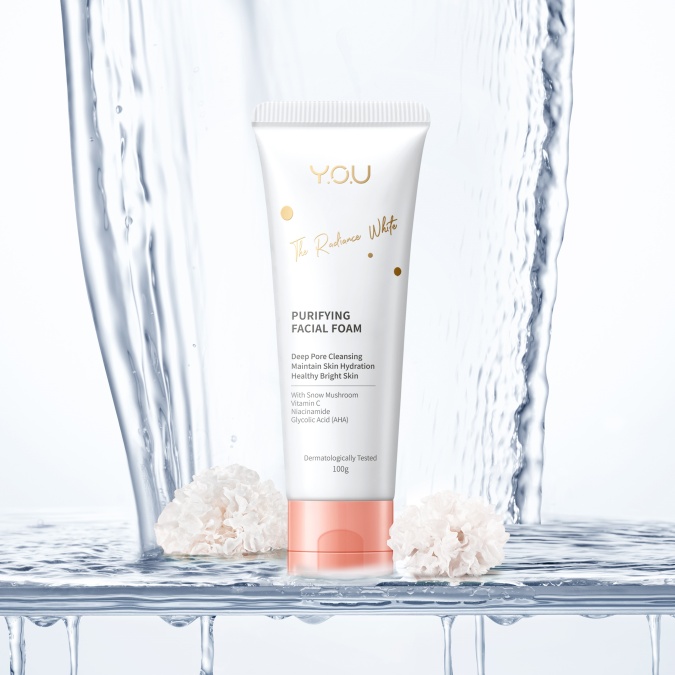 Y.O.U
The Radiance White
PURIFYING
FACIAL FOAM
Deep Pore Cleansing
Maintain Skin Hydration
Healthy Bright Skin
With Snow Mushroom
Vitamin C
Niacinamide
Glycolic Acid (AHA)
Dermatologically Tested
100g